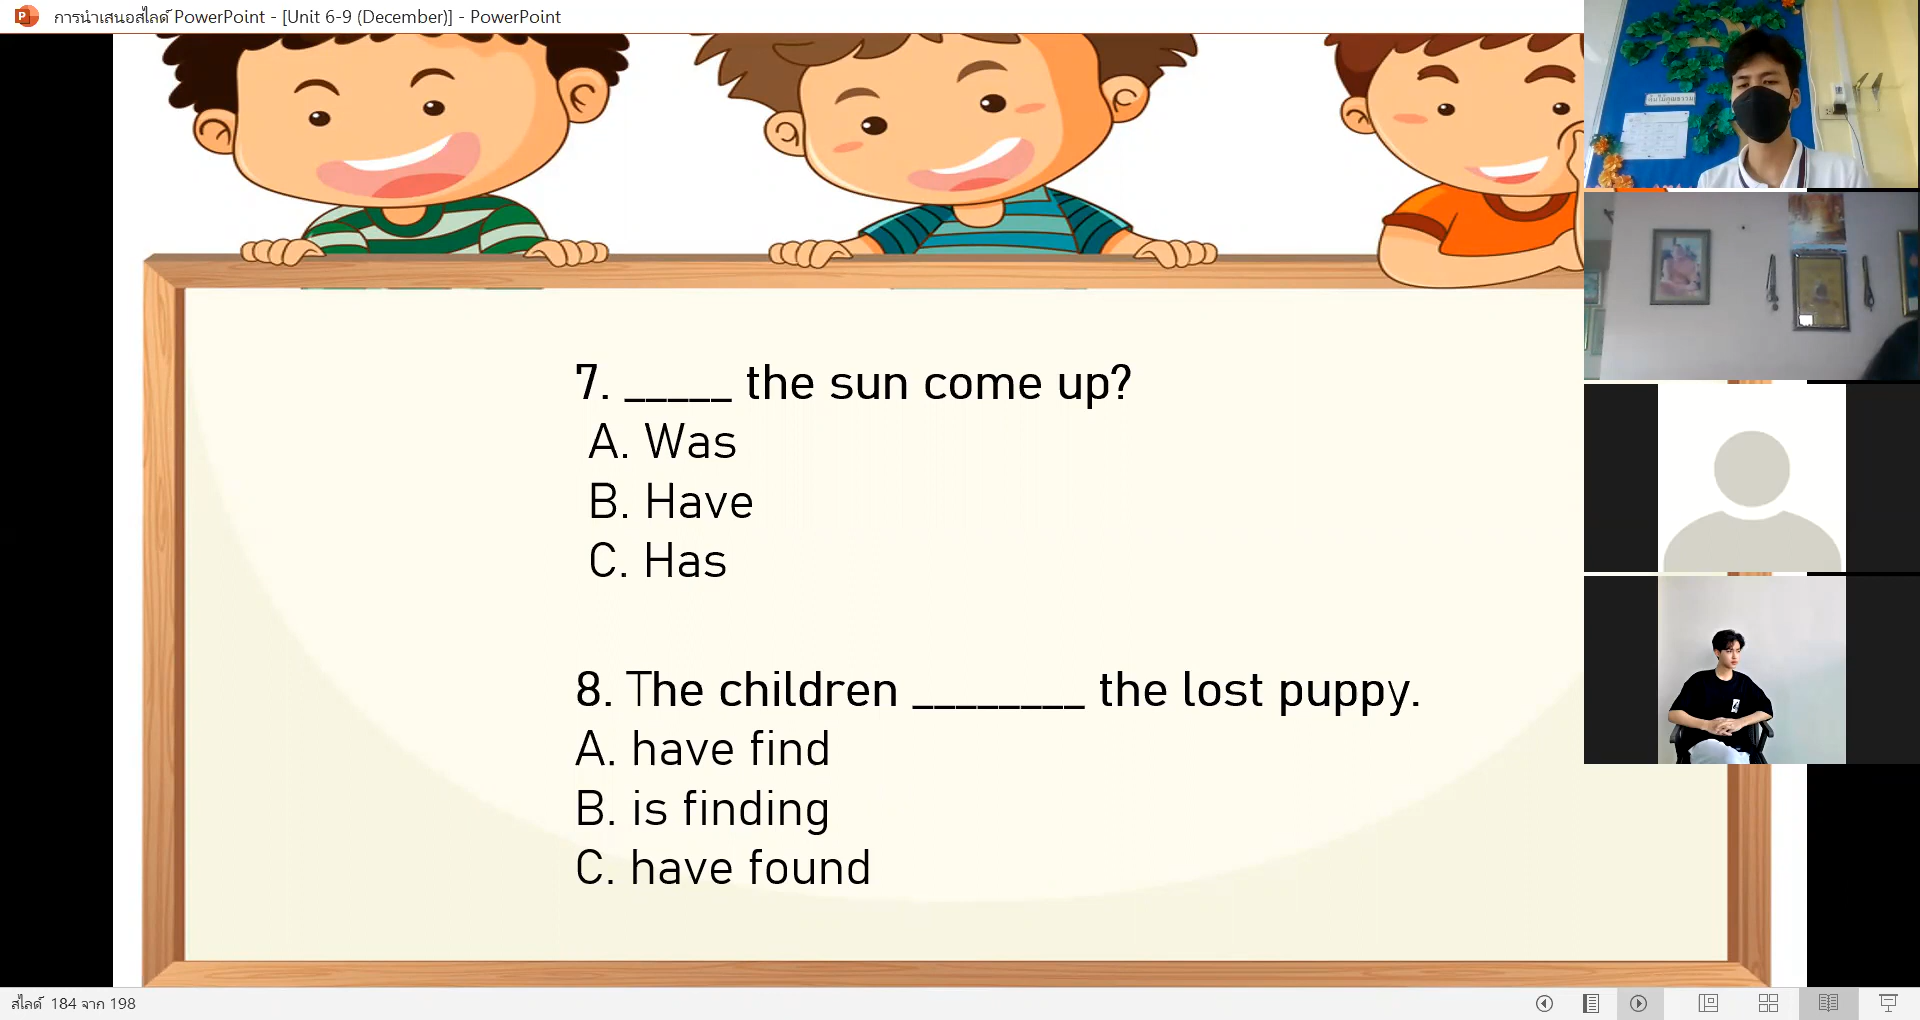 การนำเสนอสไลด์ PowerPoint - [Unit 6-9 (December)] - PowerPoint
7. _____ the sun come up?
A. Was
B. Have
C. Has
8. The children ________ the lost puppy.
A. have find
B. is finding
C. have found
สไลด์ 184 จาก 198